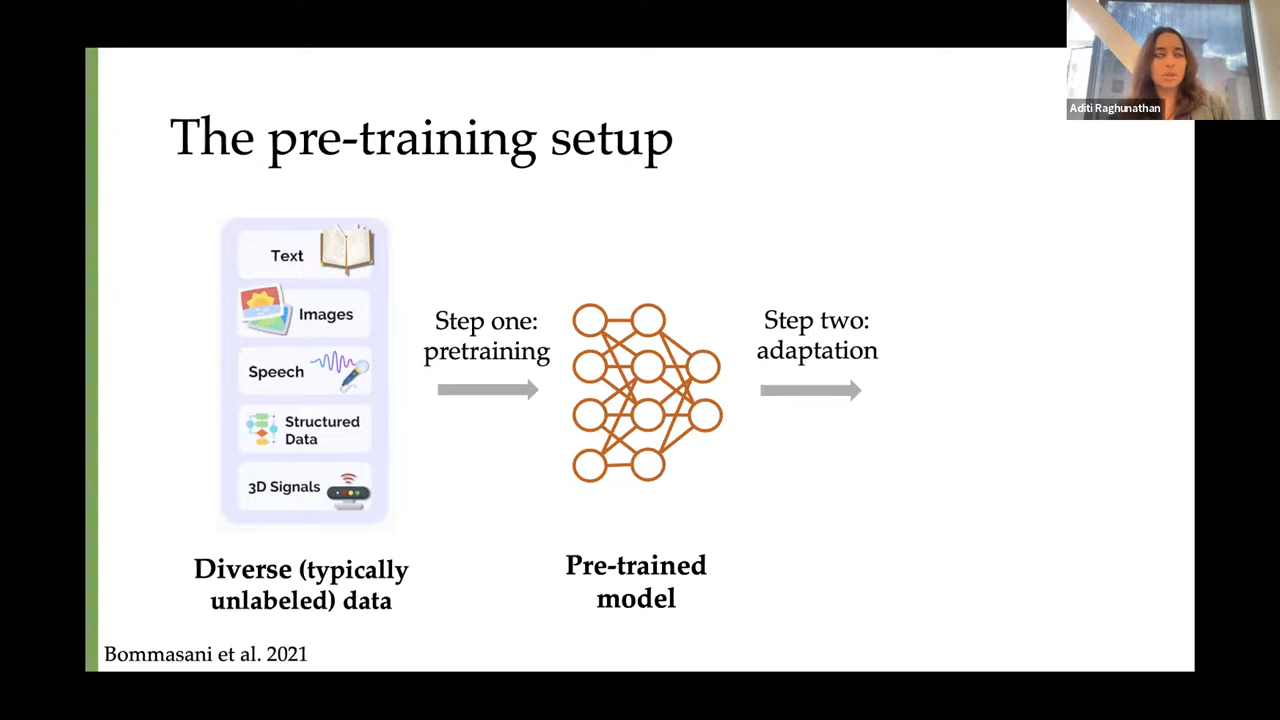 Aditi Raghunathan
The pre-training setup
Text
Images
Speech
Structured
Data
3D Signals
Step one:
pretraining
Step two:
adaptation
Diverse (typically
unlabeled) data
Pre-trained
model
Bommasani et al. 2021